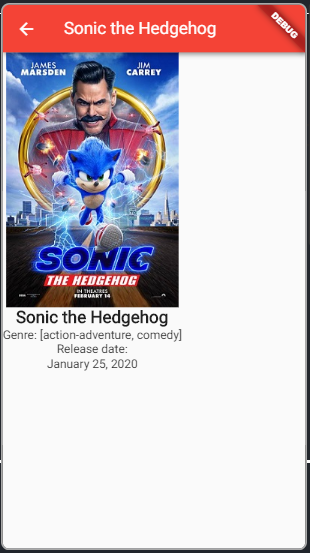 Sonic the Hedgehog
DEBUG
JAMES JIM
MARSDEN CARREY
SONIC
THE HEDGEHOG
IN THEATRES
FEBRUARY 14
Sonic the Hedgehog
Genre: [action-adventure, comedy]
Release date:
January 25, 2020